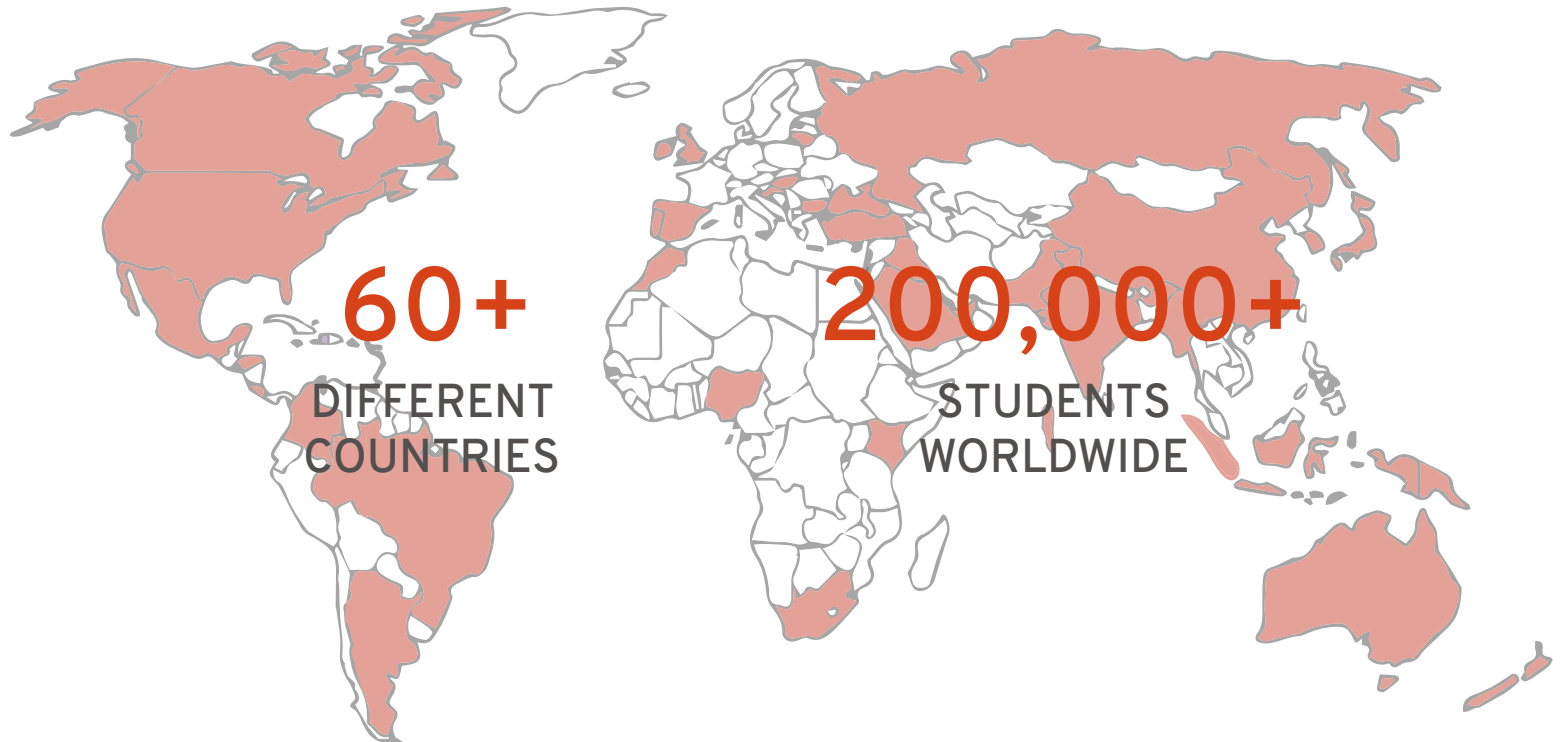 60+
DIFFERENT
COUNTRIES
200,000+
STUDENTS
WORLDWIDE